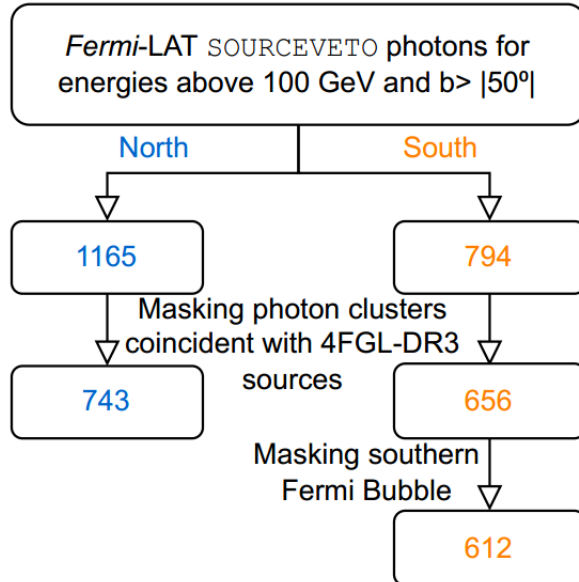 Fermi-LAT SOURCEVETO photons for
energies above 100 GeV and b> |50º|
North
South
1165
794
Masking photon clusters
coincident with 4FGL-DR3
sources
743
656
Masking southern
Fermi Bubble
612